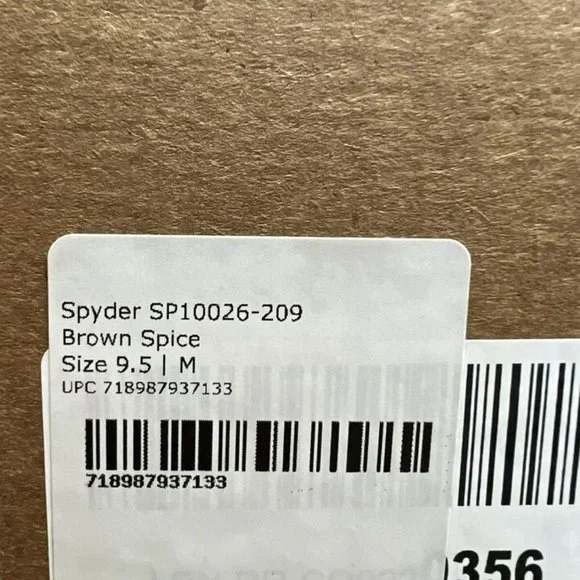 Spyder SP10026-209
Brown Spice
Size 9.5 | M
UPC 718987937133
718987937133
356